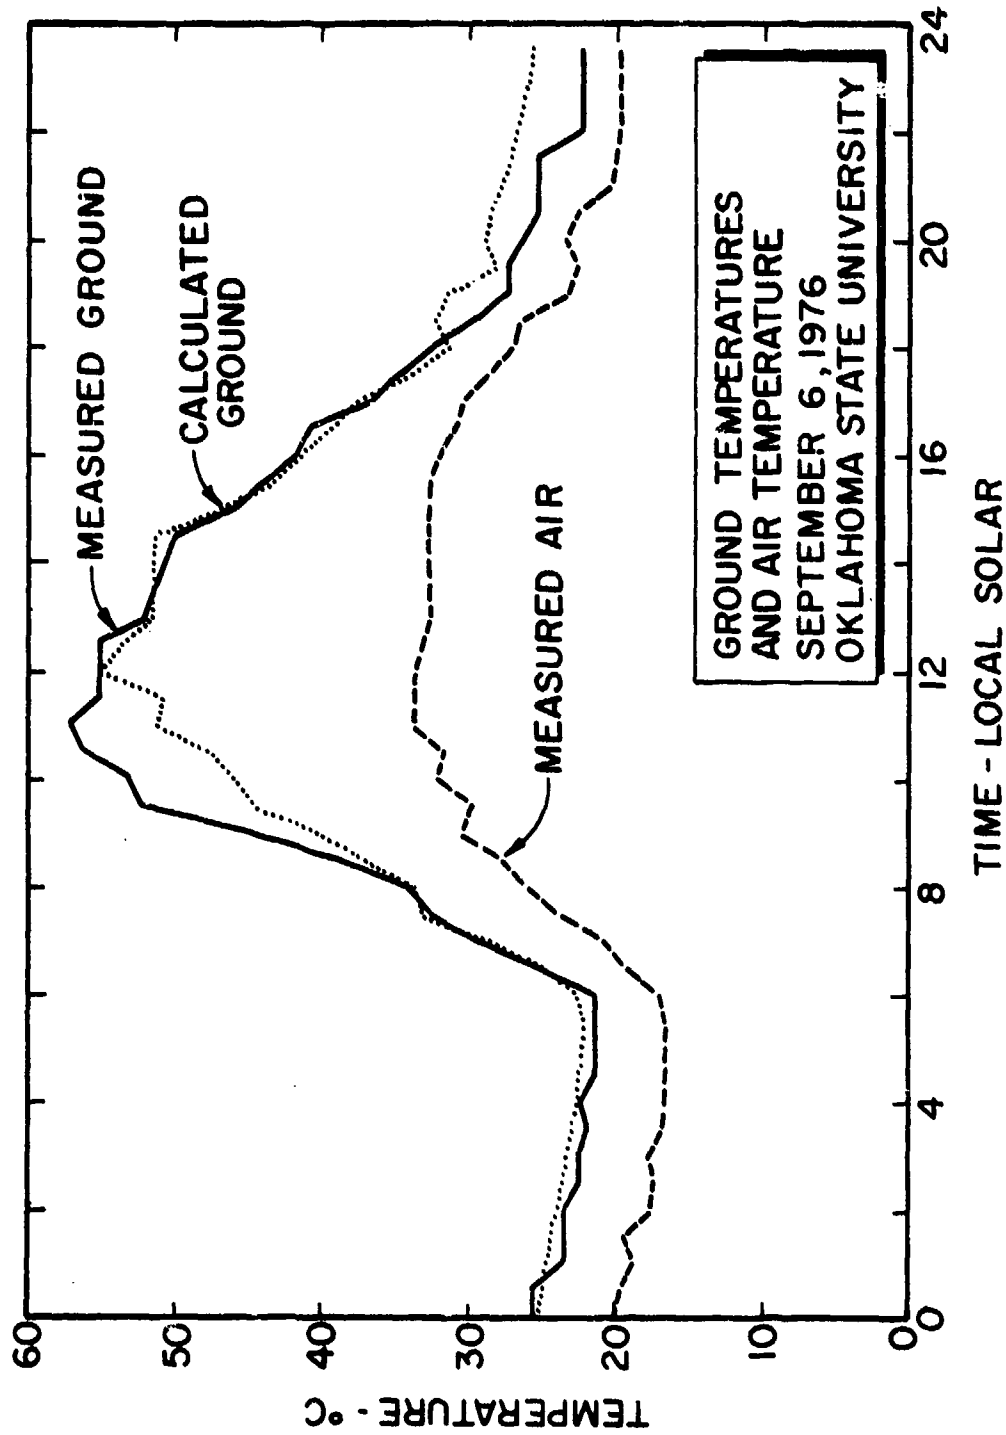 MEASURED GROUND
CALCULATED
GROUND
MEASURED AIR
GROUND TEMPERATURES
AND AIR TEMPERATURE
SEPTEMBER 6, 1976
OKLAHOMA STATE UNIVERSITY
TEMPERATURE - °C
60
50
40
30
20
10
0
0
4
8
12
16
20
24
TIME - LOCAL SOLAR